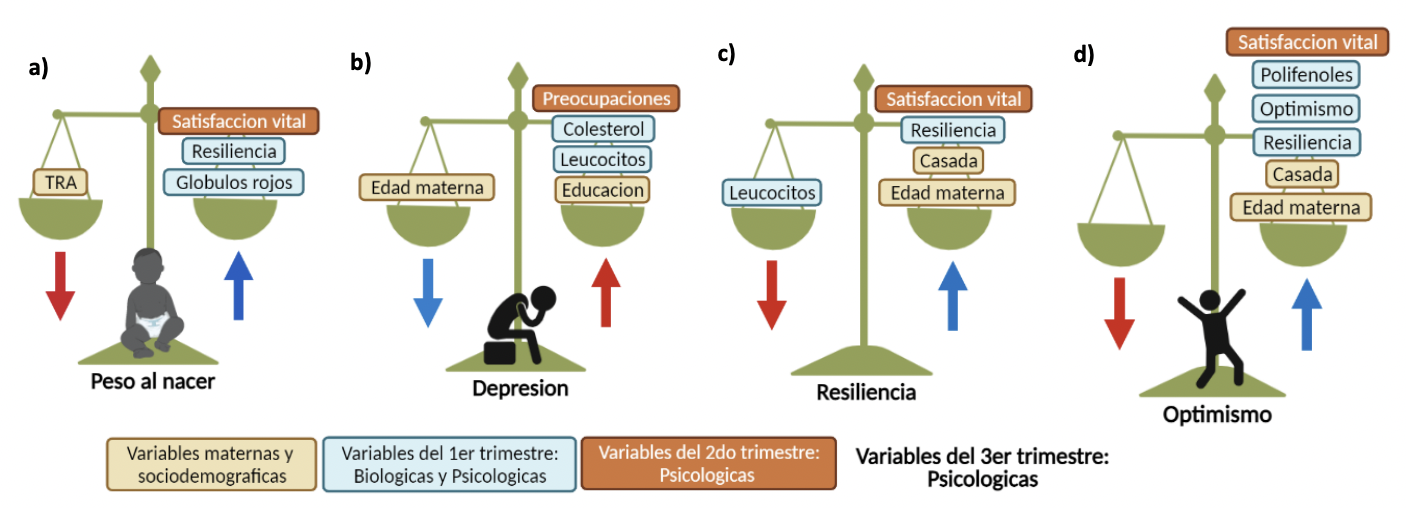 a)
Satisfaccion vital
Resiliencia
Globulos rojos
TRA
Peso al nacer
b)
Preocupaciones
Colesterol
Leucocitos
Educacion
Edad materna
Depresion
c)
Satisfaccion vital
Resiliencia
Casada
Edad materna
Leucocitos
Resiliencia
d)
Satisfaccion vital
Polifenoles
Optimismo
Resiliencia
Casada
Edad materna
Optimismo
Variables maternas y
sociodemograficas
Variables del 1er trimestre:
Biologicas y Psicologicas
Variables del 2do trimestre:
Psicologicas
Variables del 3er trimestre:
Psicologicas